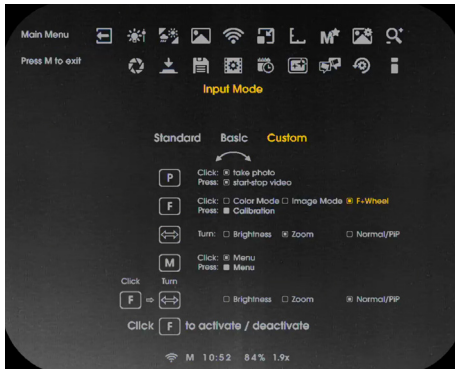 Main Menu
Press M to exit
Input Mode
Standard Basic Custom
P Click: take photo
Press: start-stop video
F Click: Color Mode Image Mode F+Wheel
Press: Calibration
Turn: Brightness Zoom Normal/PiP
M Click: Menu
Press: Menu
Click Turn
F Brightness Zoom Normal/PiP
Click F to activate / deactivate
M 10:52 84% 1.9x